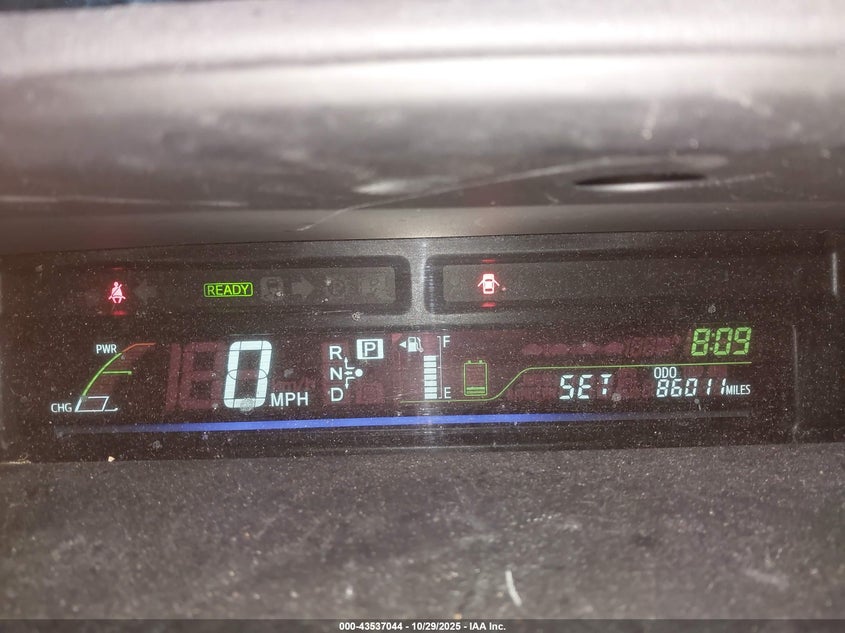 READY
8:09
PWR
0 MPH
R P
N
D
F
E
ODO
SET 86011 MILES
CHG
000-43537044 - 10/29/2025 - IAA Inc.